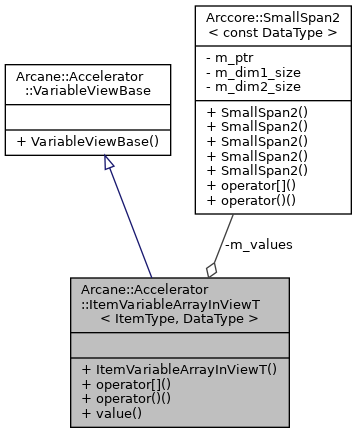 Arccore::SmallSpan2
< const DataType >
- m_ptr
- m_dim1_size
- m_dim2_size
+ SmallSpan2()
+ SmallSpan2()
+ SmallSpan2()
+ SmallSpan2()
+ SmallSpan2()
+ operator[]()
+ operator()()
Arcane::Accelerator
::VariableViewBase
+ VariableViewBase()
-m_values
Arcane::Accelerator
::ItemVariableArrayInViewT
< ItemType, DataType >
+ ItemVariableArrayInViewT()
+ operator[]()
+ operator()()
+ value()